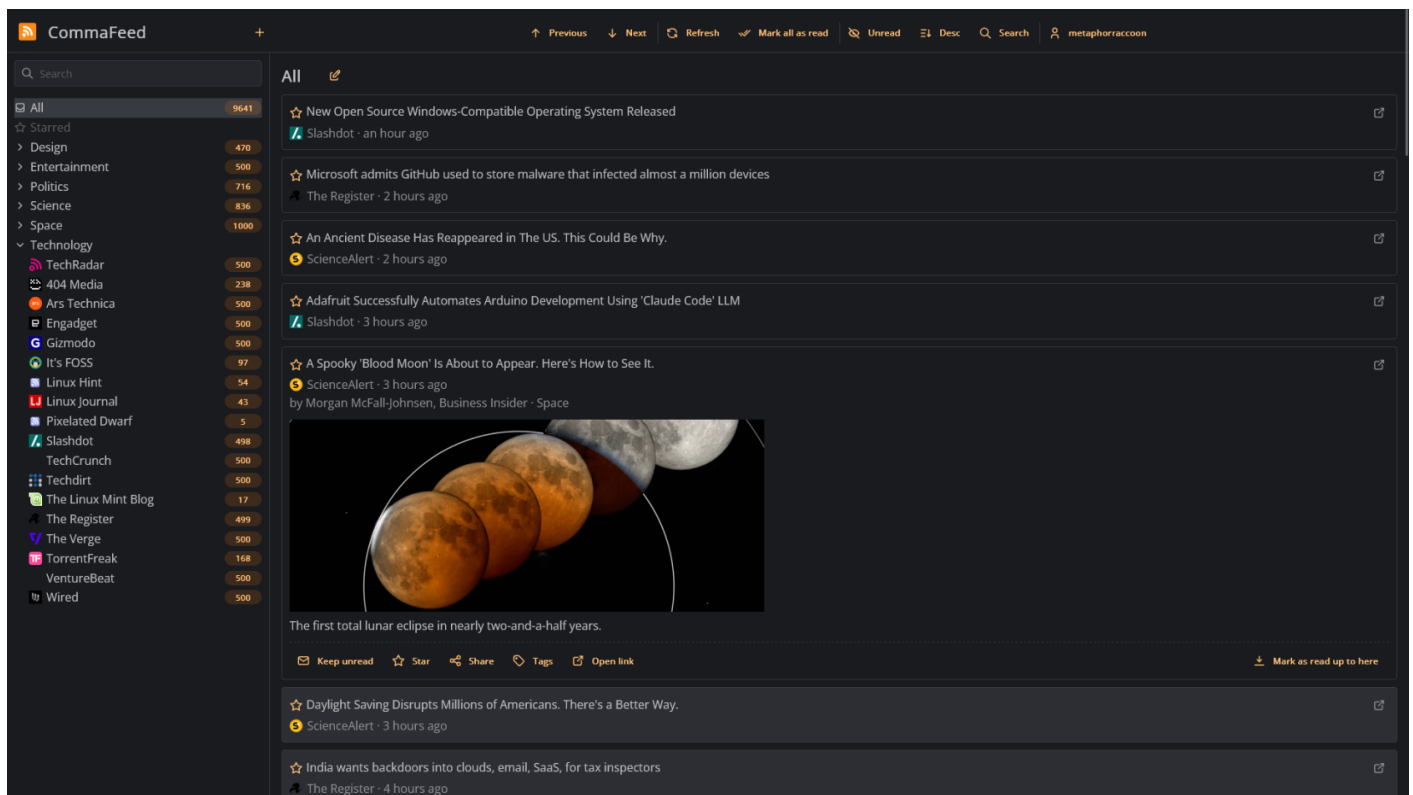 CommaFeed
Previous Next Refresh Mark all as read Unread Desc Search metaphorraccoon
Search
All 9641
Starred
Design 470
Entertainment 500
Politics 716
Science 836
Space 1000
Technology
TechRadar 500
404 Media 238
Ars Technica 500
Engadget 500
Gizmodo 500
It's FOSS 97
Linux Hint 54
Linux Journal 43
Pixelated Dwarf 5
Slashdot 498
TechCrunch 500
Techdirt 500
The Linux Mint Blog 17
The Register 499
The Verge 500
TorrentFreak 168
VentureBeat 500
Wired 500
All
New Open Source Windows-Compatible Operating System Released
Slashdot · an hour ago
Microsoft admits GitHub used to store malware that infected almost a million devices
The Register · 2 hours ago
An Ancient Disease Has Reappeared in The US. This Could Be Why.
ScienceAlert · 2 hours ago
Adafruit Successfully Automates Arduino Development Using 'Claude Code' LLM
Slashdot · 3 hours ago
A Spooky 'Blood Moon' Is About to Appear. Here's How to See It.
ScienceAlert · 3 hours ago
by Morgan McFall-Johnsen, Business Insider · Space
The first total lunar eclipse in nearly two-and-a-half years.
Keep unread Star Share Tags Open link Mark as read up to here
Daylight Saving Disrupts Millions of Americans. There's a Better Way.
ScienceAlert · 3 hours ago
India wants backdoors into clouds, email, SaaS, for tax inspectors
The Register · 4 hours ago